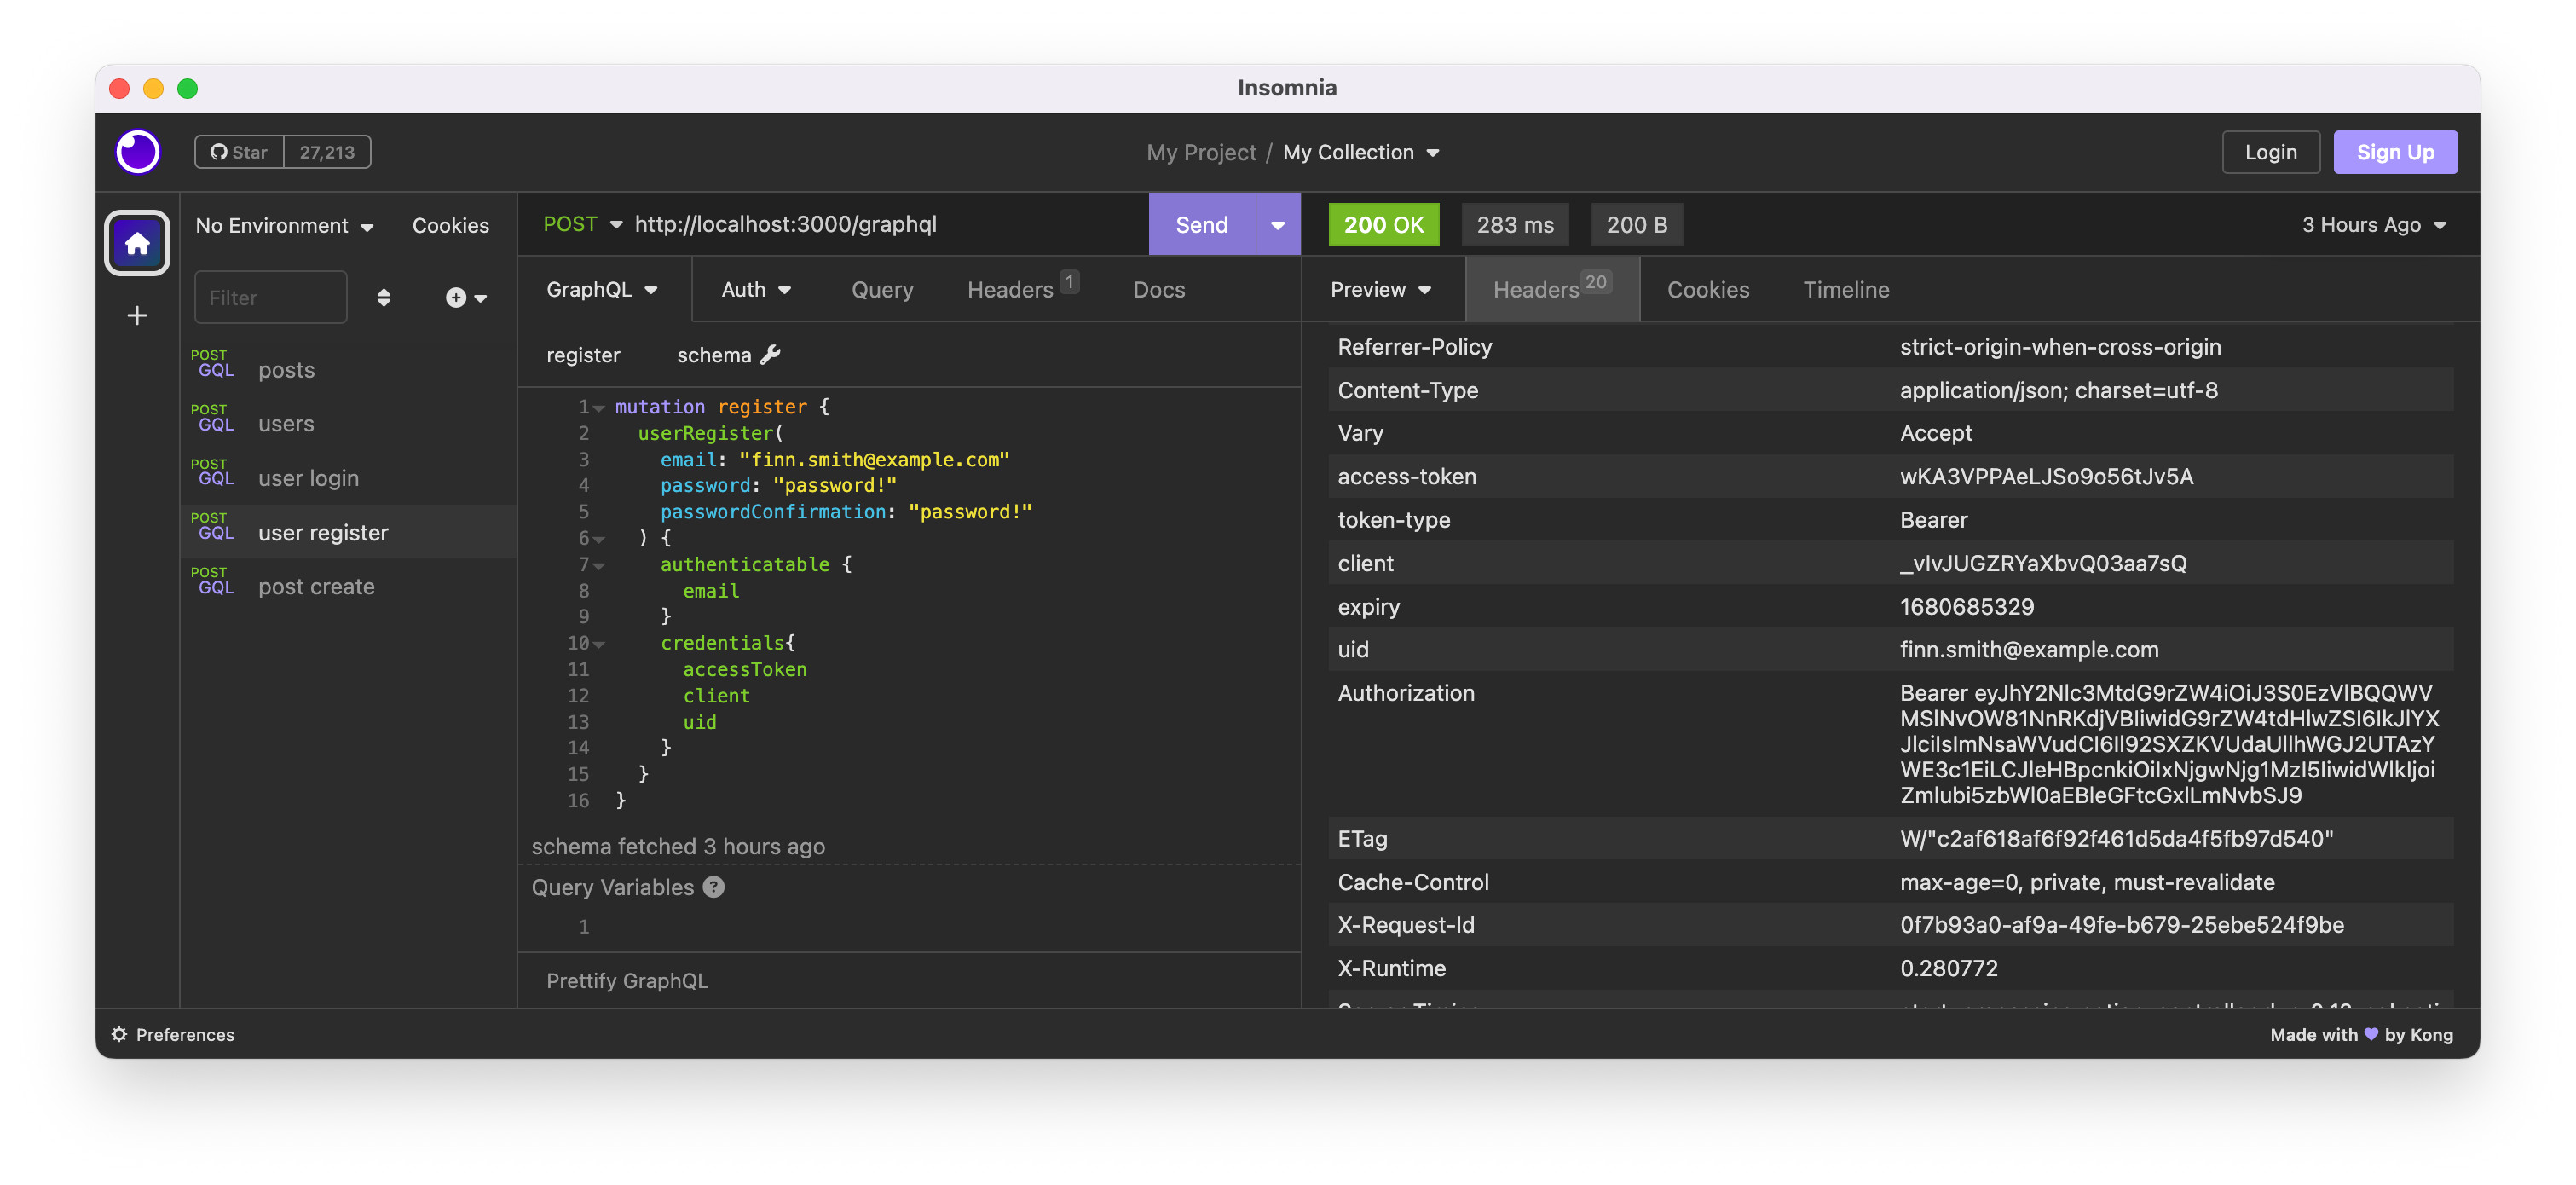 Insomnia
Star 27,213
My Project / My Collection
Login Sign Up
No Environment Cookies
Filter
POST GQL posts
POST GQL users
POST GQL user login
POST GQL user register
POST GQL post create
POST http://localhost:3000/graphql Send
GraphQL Auth Query Headers 1 Docs
register schema
1 mutation register {
2 userRegister(
3 email: "finn.smith@example.com"
4 password: "password!"
5 passwordConfirmation: "password!"
6 ) {
7 authenticatable {
8 email
9 }
10 credentials{
11 accessToken
12 client
13 uid
14 }
15 }
16 }
schema fetched 3 hours ago
Query Variables ?
1
Prettify GraphQL
200 OK 283 ms 200 B 3 Hours Ago
Preview Headers 20 Cookies Timeline
Referrer-Policy strict-origin-when-cross-origin
Content-Type application/json; charset=utf-8
Vary Accept
access-token wKA3VPPAeLJSo9o56tJv5A
token-type Bearer
client _vIvJUGZRYaXbvQ03aa7sQ
expiry 1680685329
uid finn.smith@example.com
Authorization Bearer eyJhY2Nlc3MtdG9rZW4iOiJ3S0EzVlBQQWV
MSlNvOW81NnRKdjVBIiwidG9rZW4tdHlwZSI6IkJlYX
JlciIsImNsaWVudCI6Il92SXZKVUdaUllhWGJ2UTAzY
WE3c1EiLCJleHBpcnkiOiIxNjgwNjg1MzI5IiwidWlkIjoi
Zmlubi5zbWl0aEBleGFtcGxlLmNvbSJ9
ETag W/"c2af618af6f92f461d5da4f5fb97d540"
Cache-Control max-age=0, private, must-revalidate
X-Request-Id 0f7b93a0-af9a-49fe-b679-25ebe524f9be
X-Runtime 0.280772
Preferences
Made with by Kong